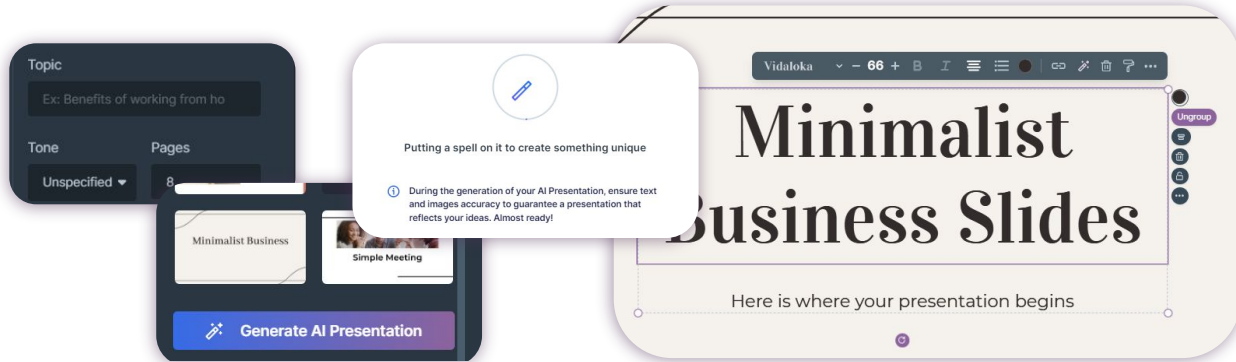 Topic
Ex: Benefits of working from ho
Tone Pages
Unspecified 8
Minimalist Business
Simple Meeting
Generate AI Presentation
Putting a spell on it to create something unique
During the generation of your AI Presentation, ensure text
and images accuracy to guarantee a presentation that
reflects your ideas. Almost ready!
Vidaloka - 66 + B I
Ungroup
Minimalist
Business Slides
Here is where your presentation begins